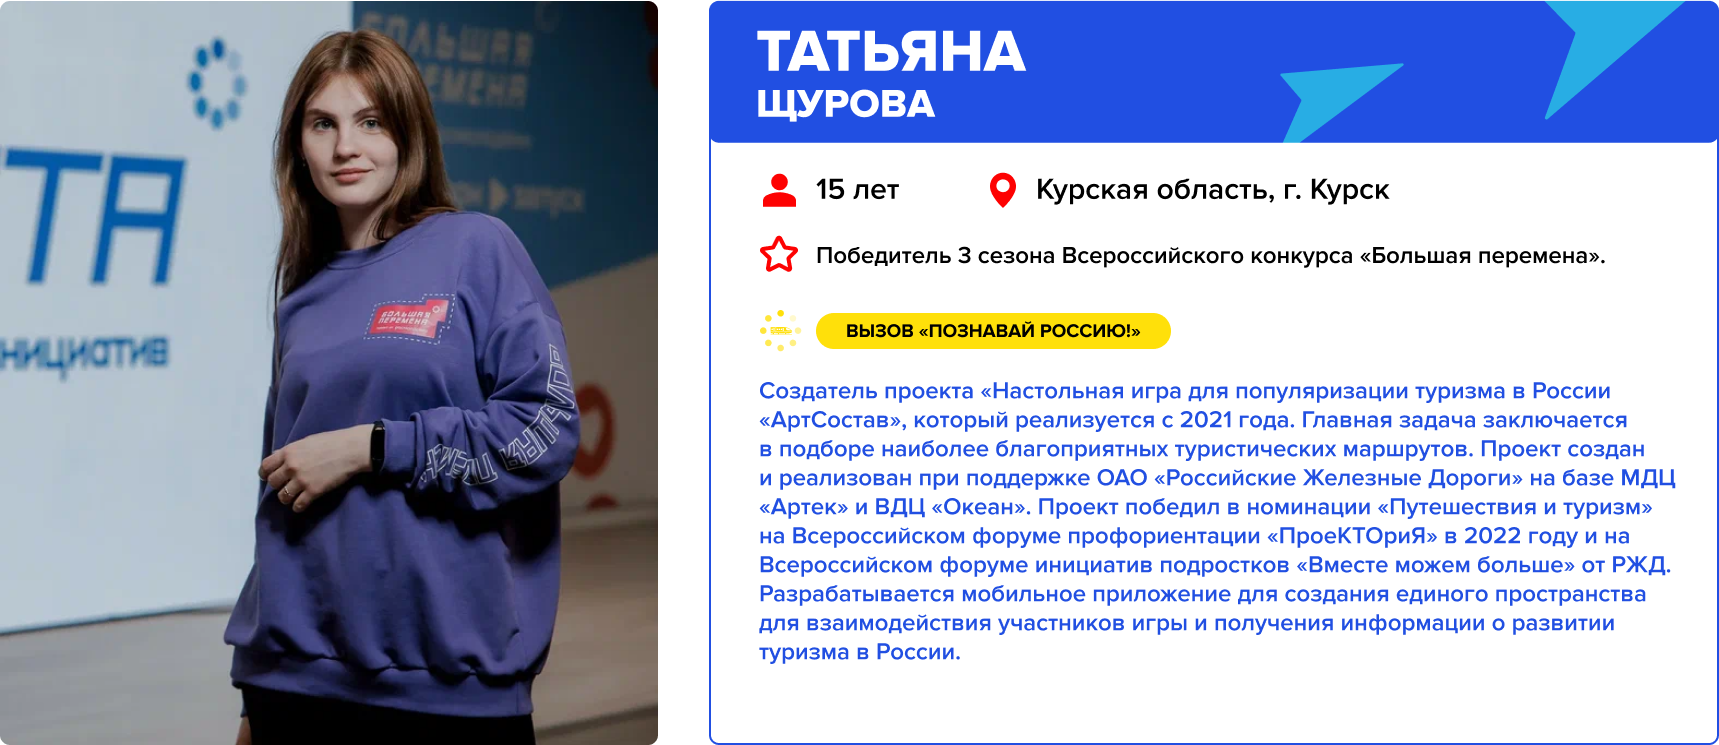 БОЛЬШАЯ
ПЕРЕМЕНА
ТА
запуск
нициатив
БОЛЬШАЯ
ПЕРЕМЕНА
ТАТЬЯНА
ЩУРОВА
15 лет
Курская область, г. Курск
Победитель 3 сезона Всероссийского конкурса «Большая перемена».
ВЫЗОВ «ПОЗНАВАЙ РОССИЮ!»
Создатель проекта «Настольная игра для популяризации туризма в России
«АртСостав», который реализуется с 2021 года. Главная задача заключается
в подборе наиболее благоприятных туристических маршрутов. Проект создан
и реализован при поддержке ОАО «Российские Железные Дороги» на базе МДЦ
«Артек» и ВДЦ «Океан». Проект победил в номинации «Путешествия и туризм»
на Всероссийском форуме профориентации «ПроеКТОриЯ» в 2022 году и на
Всероссийском форуме инициатив подростков «Вместе можем больше» от РЖД.
Разрабатывается мобильное приложение для создания единого пространства
для взаимодействия участников игры и получения информации о развитии
туризма в России.